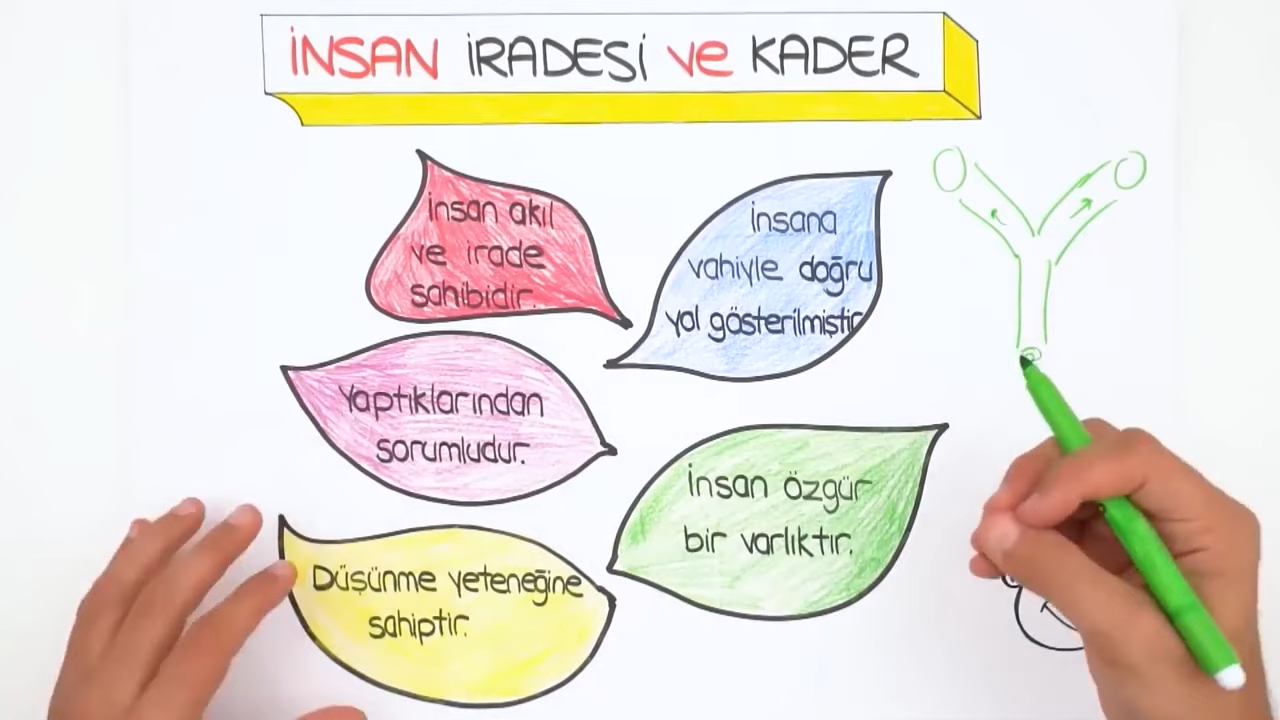 İNSAN İRADESİ ve KADER
İnsan akıl
ve irade
sahibidir.
İnsana
vahiyle doğru
yol gösterilmiştir
Yaptıklarından
sorumludur.
İnsan özgür
bir varlıktır.
Düşünme yeteneğine
sahiptir.